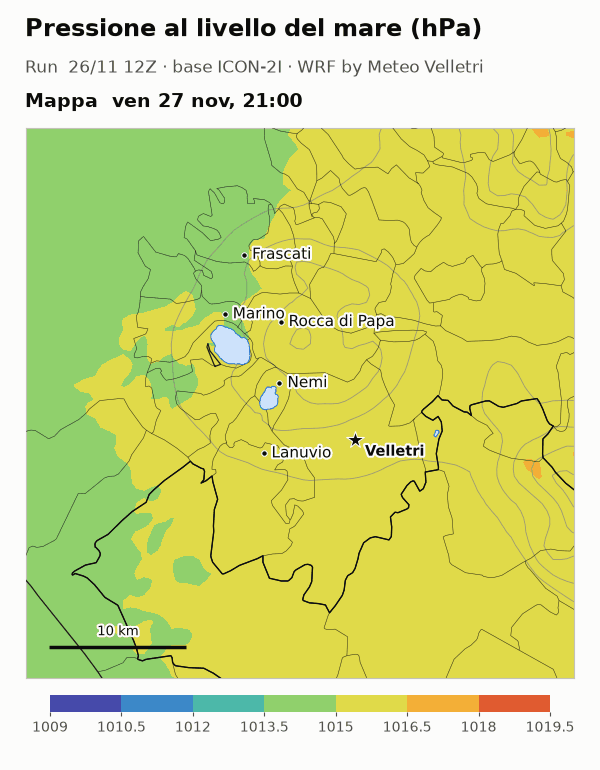 Pressione al livello del mare (hPa)
Run  26/11 12Z · base ICON-2I · WRF by Meteo Velletri
Mappa  ven 27 nov, 21:00
Frascati
Marino
Rocca di Papa
Nemi
Velletri
Lanuvio
10 km
1009 1010.5 1012 1013.5 1015 1016.5 1018 1019.5